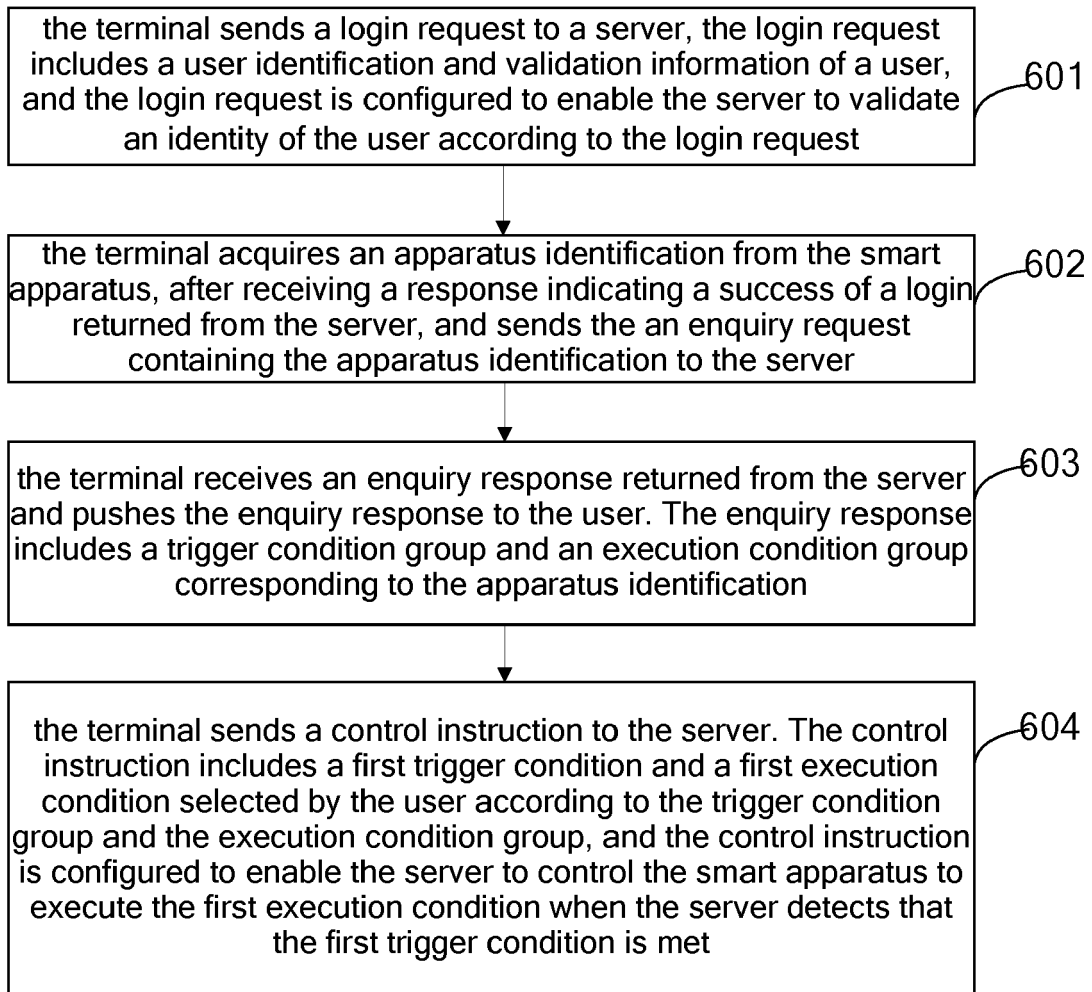 the terminal sends a login request to a server, the login request
includes a user identification and validation information of a user,
and the login request is configured to enable the server to validate
an identity of the user according to the login request
601
the terminal acquires an apparatus identification from the smart
apparatus, after receiving a response indicating a success of a login
returned from the server, and sends the an enquiry request
containing the apparatus identification to the server
602
the terminal receives an enquiry response returned from the server
and pushes the enquiry response to the user. The enquiry response
includes a trigger condition group and an execution condition group
corresponding to the apparatus identification
603
the terminal sends a control instruction to the server. The control
instruction includes a first trigger condition and a first execution
condition selected by the user according to the trigger condition
group and the execution condition group, and the control instruction
is configured to enable the server to control the smart apparatus to
execute the first execution condition when the server detects that
the first trigger condition is met
604